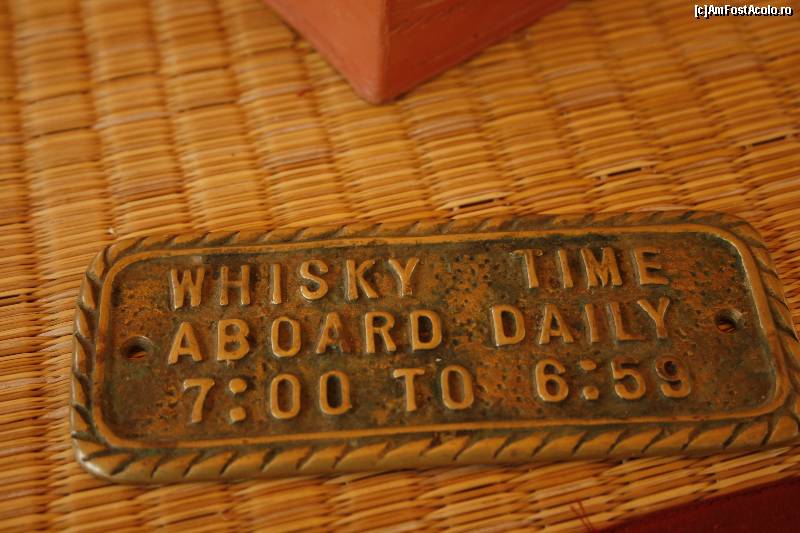 [c]AmFostAcolo.ro
WHISKY TIME
ABOARD DAILY
7:00 TO 6:59